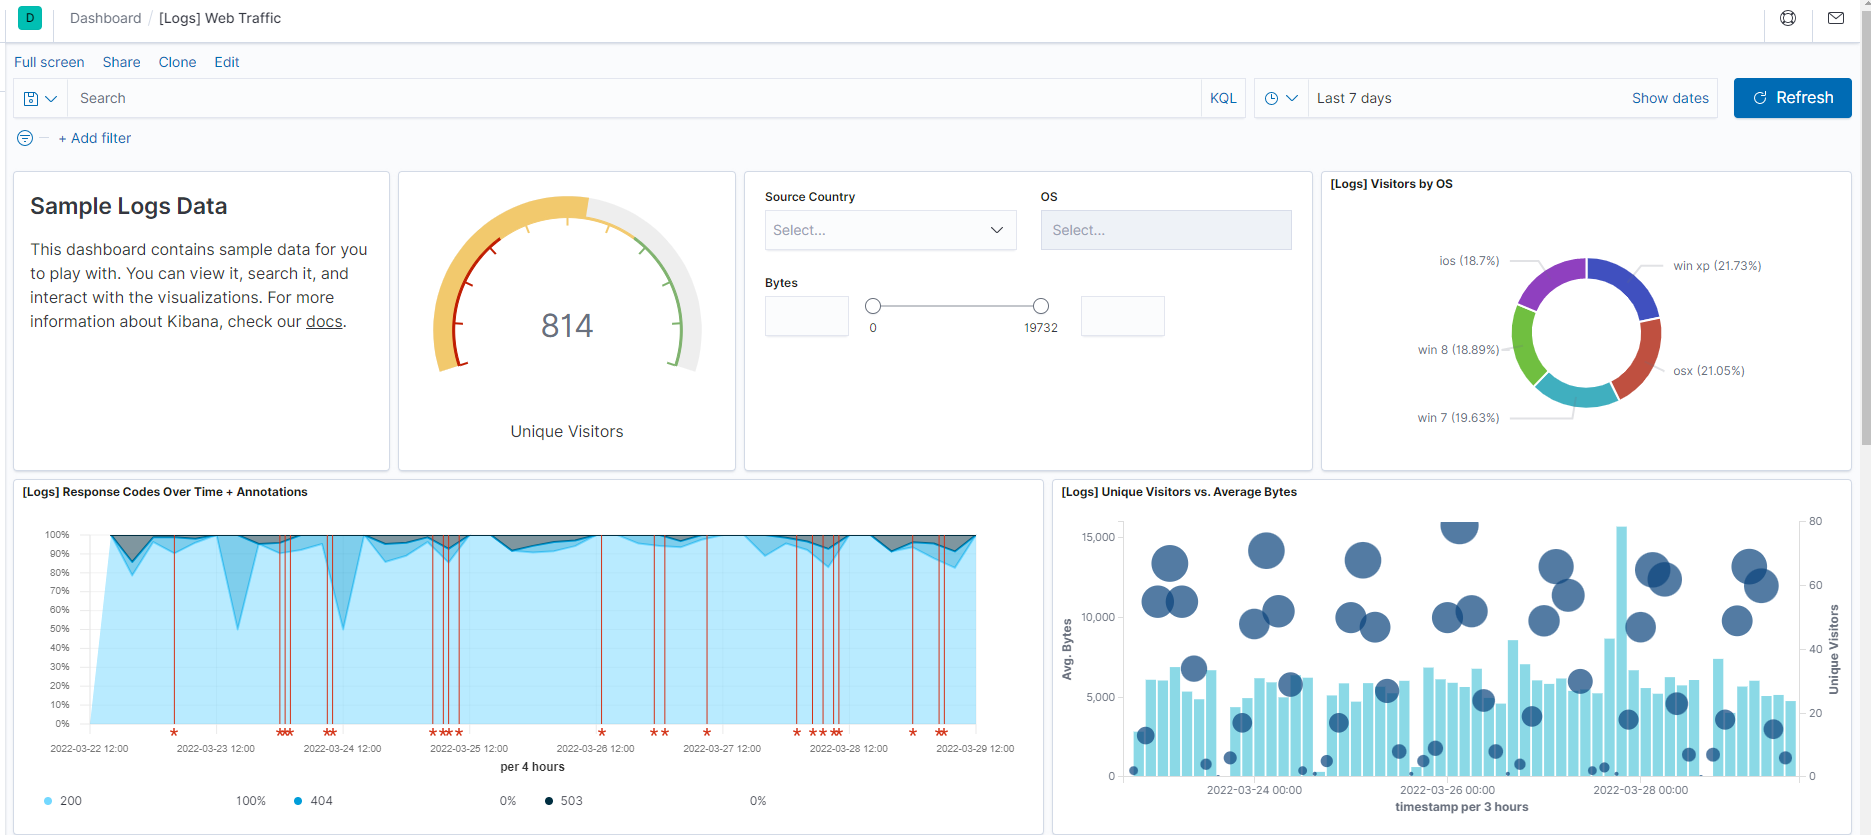 D Dashboard / [Logs] Web Traffic
Full screen Share Clone Edit
Search KQL Last 7 days Show dates Refresh
+ Add filter
Sample Logs Data
This dashboard contains sample data for you
to play with. You can view it, search it, and
interact with the visualizations. For more
information about Kibana, check our docs.
814
Unique Visitors
Source Country OS
Select... Select...
Bytes
0 19732
[Logs] Visitors by OS
ios (18.7%)
win xp (21.73%)
win 8 (18.89%)
osx (21.05%)
win 7 (19.63%)
[Logs] Response Codes Over Time + Annotations
100%
90%
80%
70%
60%
50%
40%
30%
20%
10%
0%
2022-03-22 12:00 2022-03-23 12:00 2022-03-24 12:00 2022-03-25 12:00 2022-03-26 12:00 2022-03-27 12:00 2022-03-28 12:00 2022-03-29 12:00
per 4 hours
200 100% 404 0% 503 0%
[Logs] Unique Visitors vs. Average Bytes
Avg. Bytes
15,000
10,000
5,000
0
80
60
40
20
0
Unique Visitors
2022-03-24 00:00 2022-03-26 00:00 2022-03-28 00:00
timestamp per 3 hours